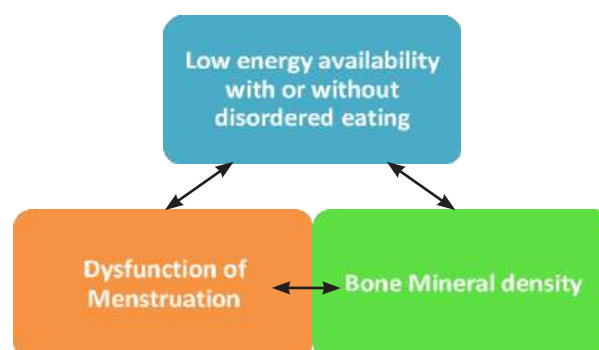 Low energy availability
with or without
disordered eating
Dysfunction of
Menstruation
Bone Mineral density